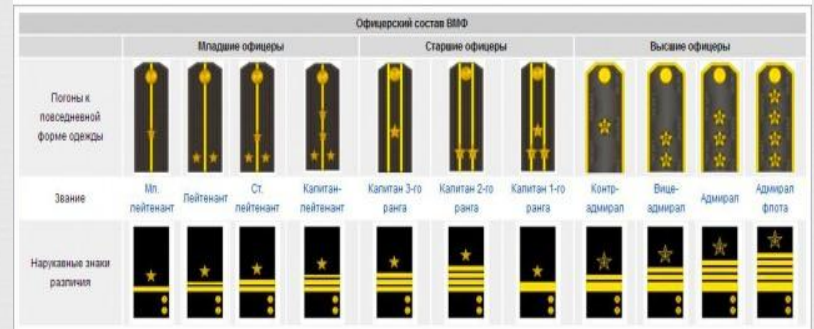 Офицерский состав ВМФ
Младшие офицеры
Старшие офицеры
Высшие офицеры
Погоны к
повседневной
форме одежды
Звание
Мл.
лейтенант
Лейтенант
Ст.
лейтенант
Капитан-
лейтенант
Капитан 3-го
ранга
Капитан 2-го
ранга
Капитан 1-го
ранга
Контр-
адмирал
Вице-
адмирал
Адмирал
Адмирал
флота
Нарукавные знаки
различия